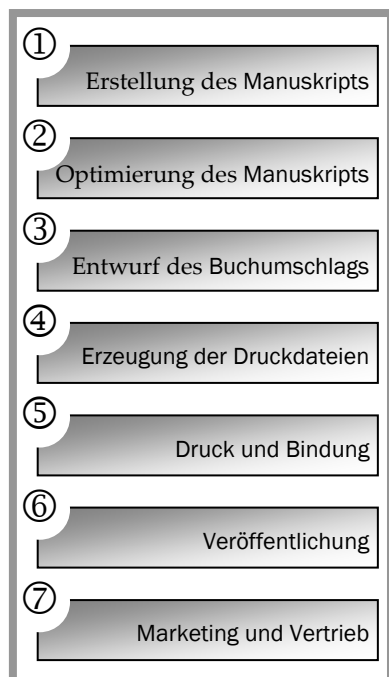 ①
Erstellung des Manuskripts
②
Optimierung des Manuskripts
③
Entwurf des Buchumschlags
④
Erzeugung der Druckdateien
⑤
Druck und Bindung
⑥
Veröffentlichung
⑦
Marketing und Vertrieb